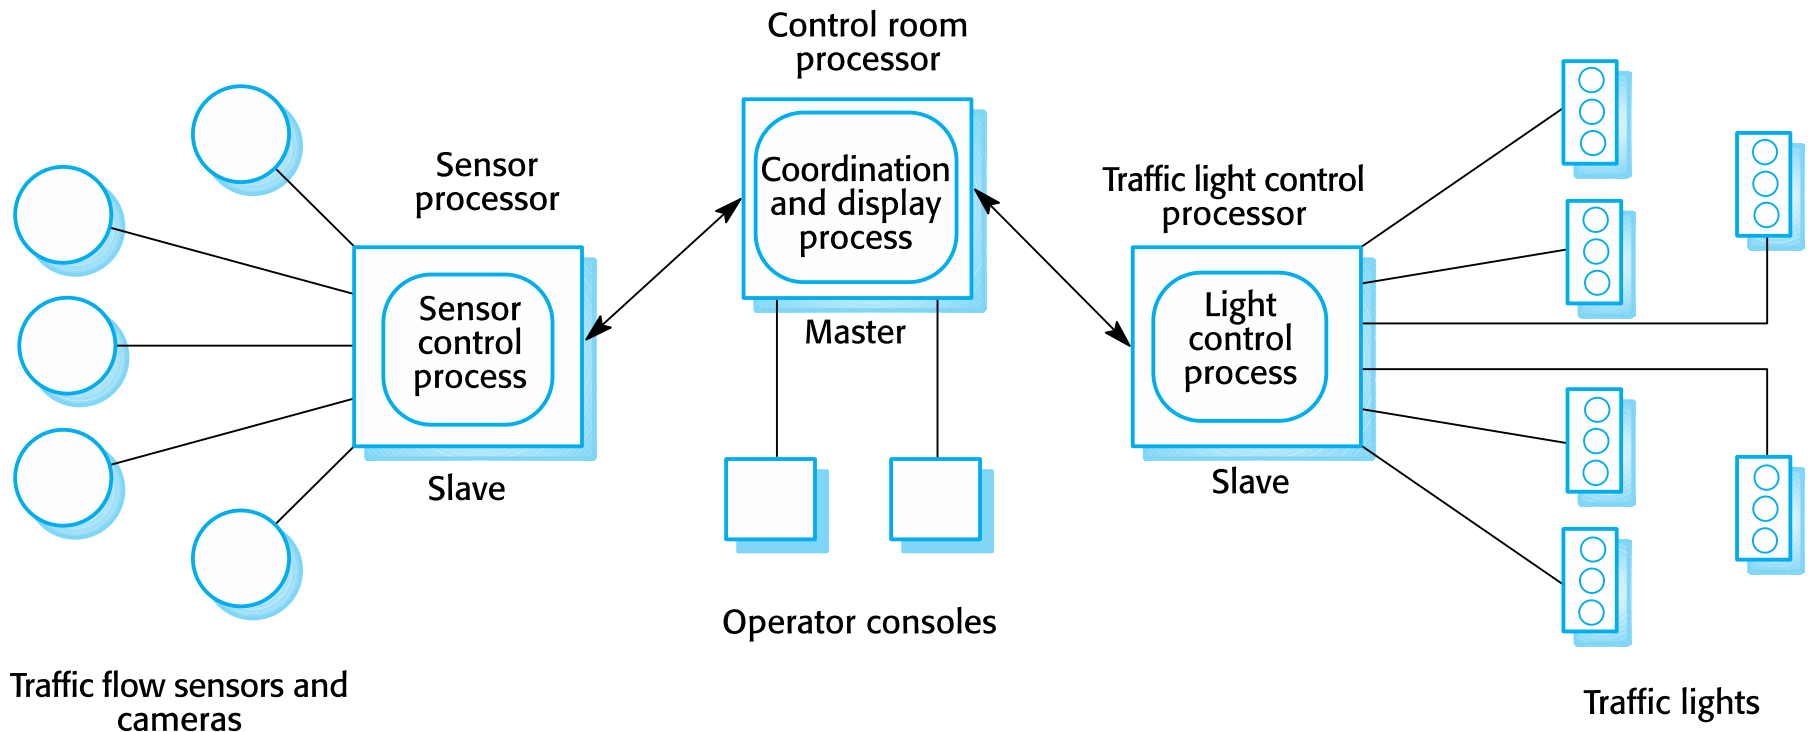 Control room
processor
Coordination
and display
process
Master
Sensor
processor
Sensor
control
process
Slave
Traffic light control
processor
Light
control
process
Slave
Operator consoles
Traffic flow sensors and
cameras
Traffic lights